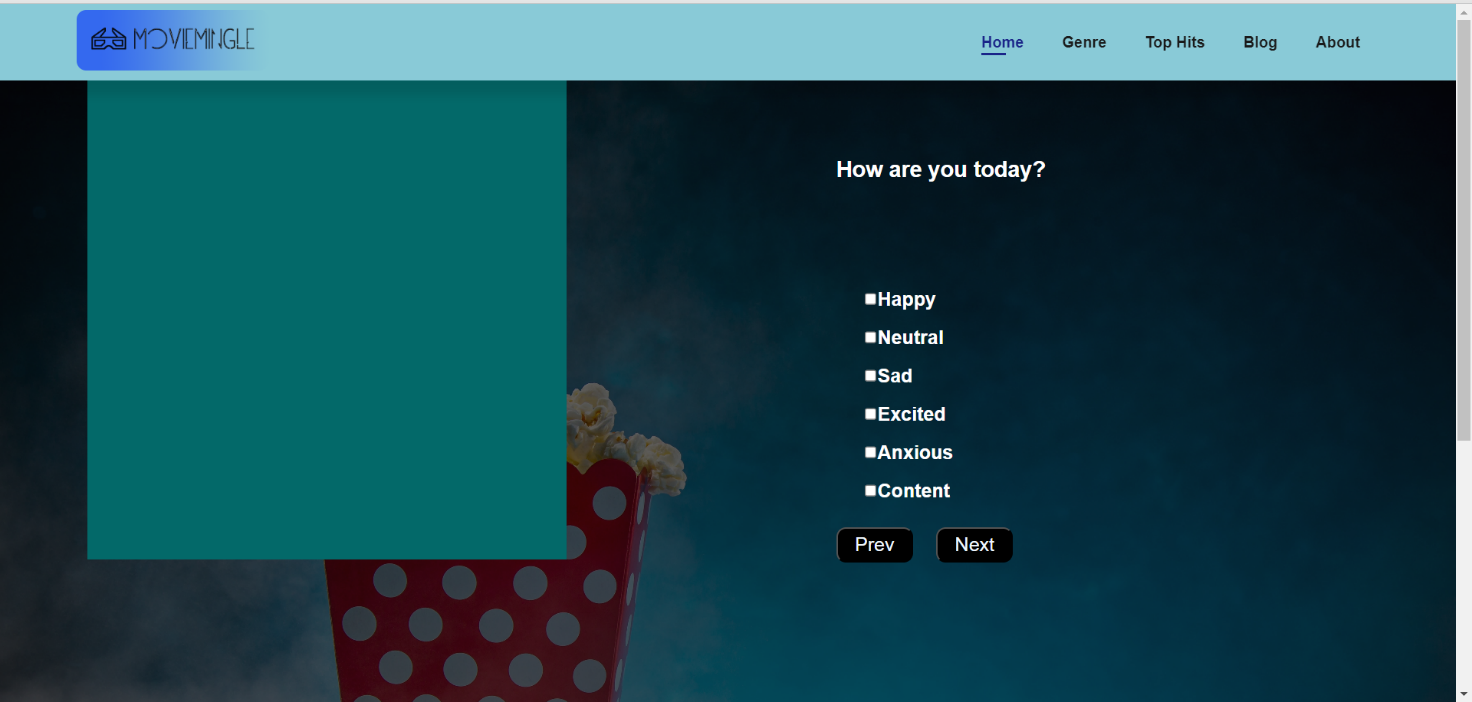 MOVIEMINGLE
Home Genre Top Hits Blog About
How are you today?
Happy
Neutral
Sad
Excited
Anxious
Content
Prev Next